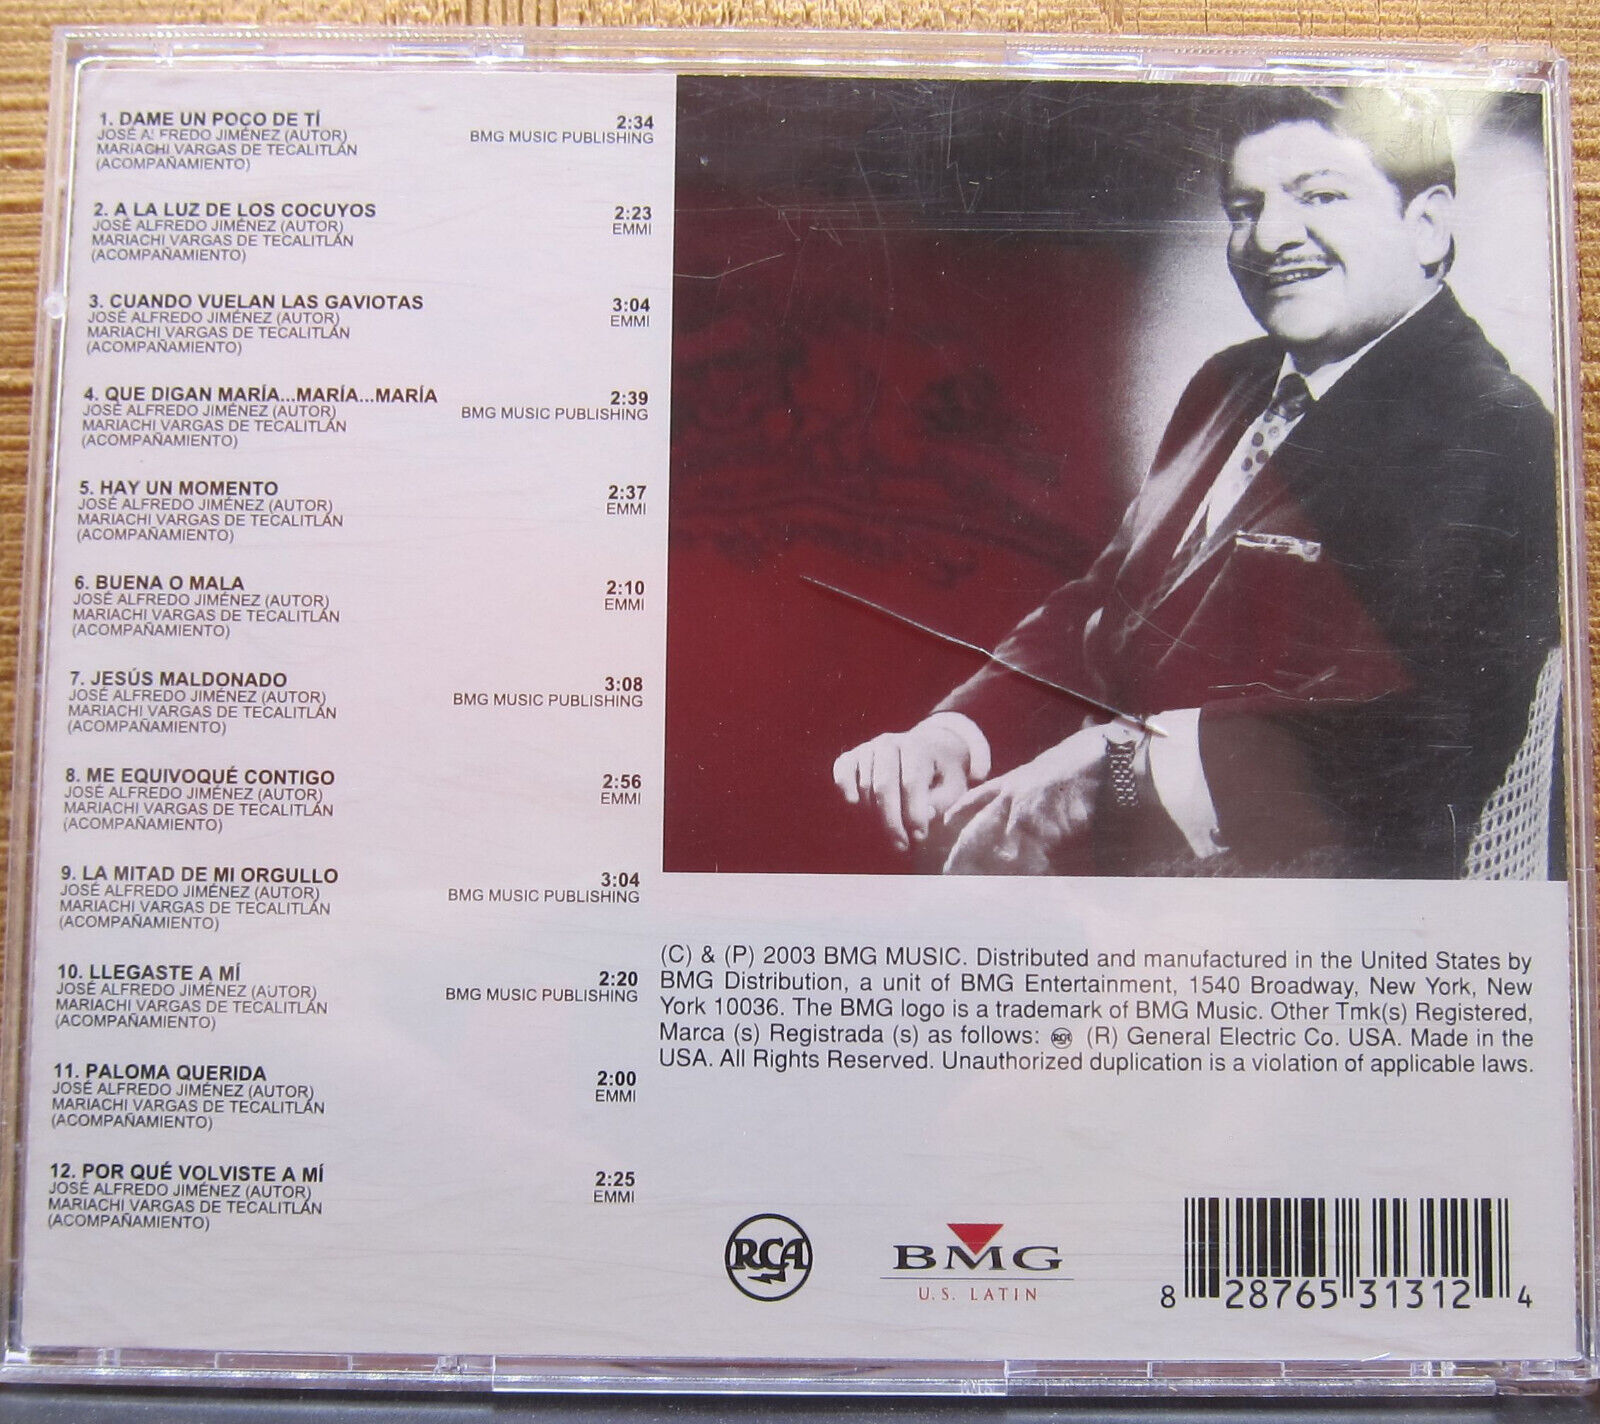 1. DAME UN POCO DE TÍ 2:34
JOSÉ ALFREDO JIMÉNEZ (AUTOR) BMG MUSIC PUBLISHING
MARIACHI VARGAS DE TECALITLÁN
(ACOMPAÑAMIENTO)
2. A LA LUZ DE LOS COCUYOS 2:23
JOSÉ ALFREDO JIMÉNEZ (AUTOR) EMMI
MARIACHI VARGAS DE TECALITLÁN
(ACOMPAÑAMIENTO)
3. CUANDO VUELAN LAS GAVIOTAS 3:04
JOSÉ ALFREDO JIMÉNEZ (AUTOR) EMMI
MARIACHI VARGAS DE TECALITLÁN
(ACOMPAÑAMIENTO)
4. QUE DIGAN MARÍA...MARÍA...MARÍA 2:39
JOSÉ ALFREDO JIMÉNEZ (AUTOR) BMG MUSIC PUBLISHING
MARIACHI VARGAS DE TECALITLÁN
(ACOMPAÑAMIENTO)
5. HAY UN MOMENTO 2:37
JOSÉ ALFREDO JIMÉNEZ (AUTOR) EMMI
MARIACHI VARGAS DE TECALITLÁN
(ACOMPAÑAMIENTO)
6. BUENA O MALA 2:10
JOSÉ ALFREDO JIMÉNEZ (AUTOR) EMMI
MARIACHI VARGAS DE TECALITLÁN
(ACOMPAÑAMIENTO)
7. JESÚS MALDONADO 3:08
JOSÉ ALFREDO JIMÉNEZ (AUTOR) BMG MUSIC PUBLISHING
MARIACHI VARGAS DE TECALITLÁN
(ACOMPAÑAMIENTO)
8. ME EQUIVOQUÉ CONTIGO 2:56
JOSÉ ALFREDO JIMÉNEZ (AUTOR) EMMI
MARIACHI VARGAS DE TECALITLÁN
(ACOMPAÑAMIENTO)
9. LA MITAD DE MI ORGULLO 3:04
JOSÉ ALFREDO JIMÉNEZ (AUTOR) BMG MUSIC PUBLISHING
MARIACHI VARGAS DE TECALITLÁN
(ACOMPAÑAMIENTO)
10. LLEGASTE A MÍ 2:20
JOSÉ ALFREDO JIMÉNEZ (AUTOR) BMG MUSIC PUBLISHING
MARIACHI VARGAS DE TECALITLÁN
(ACOMPAÑAMIENTO)
11. PALOMA QUERIDA 2:00
JOSÉ ALFREDO JIMÉNEZ (AUTOR) EMMI
MARIACHI VARGAS DE TECALITLÁN
(ACOMPAÑAMIENTO)
12. POR QUÉ VOLVISTE A MÍ 2:25
JOSÉ ALFREDO JIMÉNEZ (AUTOR) EMMI
MARIACHI VARGAS DE TECALITLÁN
(ACOMPAÑAMIENTO)
(C) & (P) 2003 BMG MUSIC. Distributed and manufactured in the United States by
BMG Distribution, a unit of BMG Entertainment, 1540 Broadway, New York, New
York 10036. The BMG logo is a trademark of BMG Music. Other Tmk(s) Registered,
Marca (s) Registrada (s) as follows: RCA (R) General Electric Co. USA. Made in the
USA. All Rights Reserved. Unauthorized duplication is a violation of applicable laws.
RCA
BMG
U.S. LATIN
8 28765 31312 4